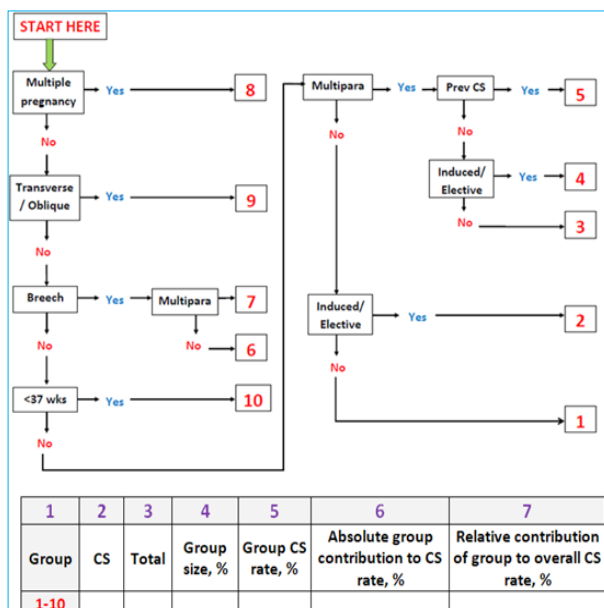 START HERE
Multiple
pregnancy
Yes
8
No
Transverse
/ Oblique
Yes
9
No
Breech
Yes
Multipara
7
No
6
No
<37 wks
Yes
10
No
Multipara
Yes
Prev CS
Yes
5
No
No
Induced/
Elective
Yes
4
No
3
Induced/
Elective
Yes
2
No
1
1 2 3 4 5 6 7
Group CS Total Group size, % Group CS rate, % Absolute group contribution to CS rate, % Relative contribution of group to overall CS rate, %
1-10